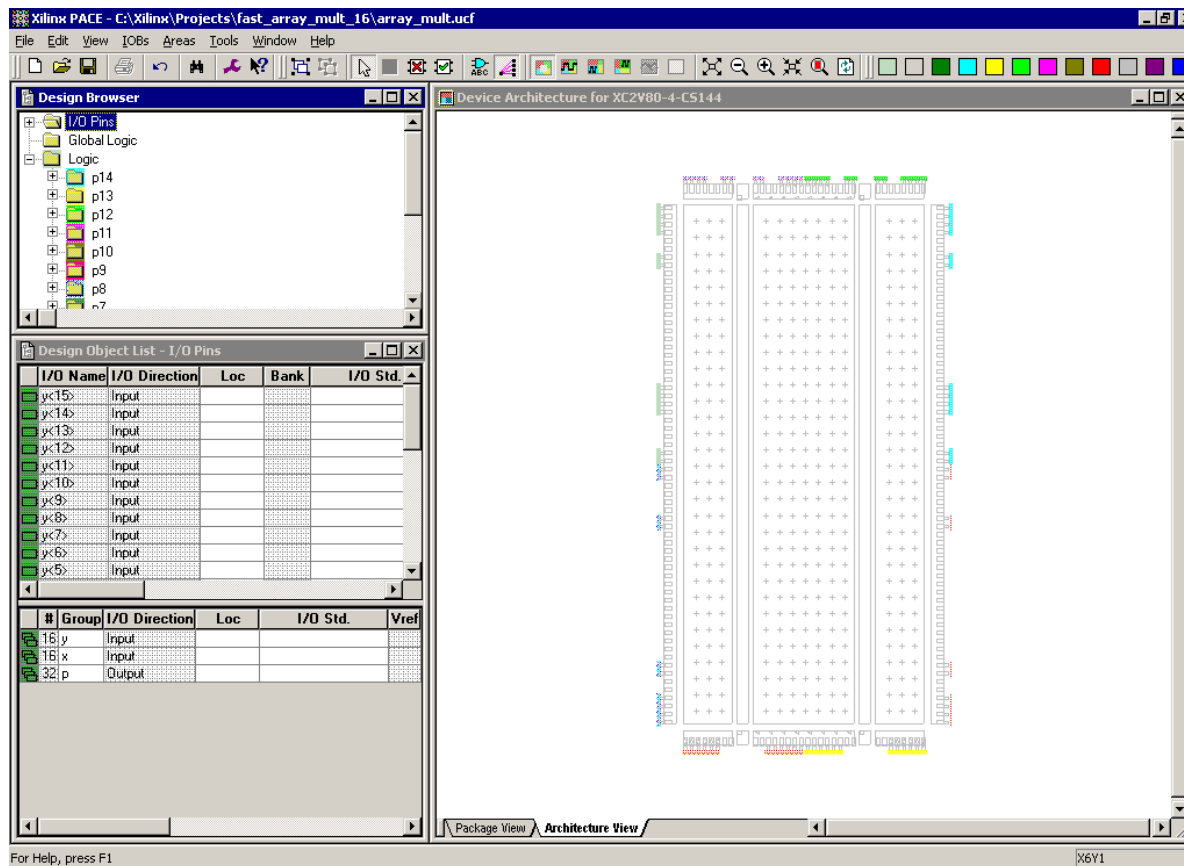 Xilinx PACE - C:\Xilinx\Projects\fast_array_mult_16\array_mult.ucf
File Edit View IOBs Areas Tools Window Help
ABC
Design Browser
I/O Pins
Global Logic
Logic
p14
p13
p12
p11
p10
p9
p8
p7
Design Object List - I/O Pins
I/O Name I/O Direction Loc Bank I/O Std.
y<15> Input
y<14> Input
y<13> Input
y<12> Input
y<11> Input
y<10> Input
y<9> Input
y<8> Input
y<7> Input
y<6> Input
y<5> Input
# Group I/O Direction Loc I/O Std. Vref
16 y Input
16 x Input
32 p Output
Device Architecture for XC2V80-4-CS144
Package View Architecture View
For Help, press F1
X6Y1